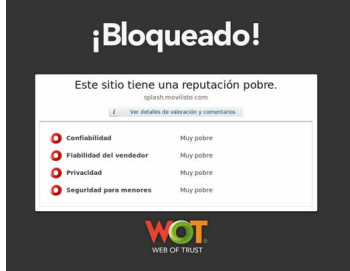 ¡Bloqueado!
Este sitio tiene una reputación pobre.
splash.movilisto.com
i Ver detalles de valoración y comentarios
Confiabilidad Muy pobre
Fiabilidad del vendedor Muy pobre
Privacidad Muy pobre
Seguridad para menores Muy pobre
WOT
WEB OF TRUST